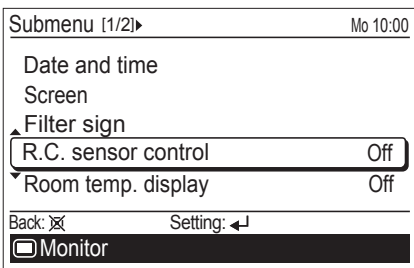 Submenu [1/2]▸ Mo 10:00
Date and time
Screen
Filter sign
R.C. sensor control Off
Room temp. display Off
Back: Setting:
Monitor